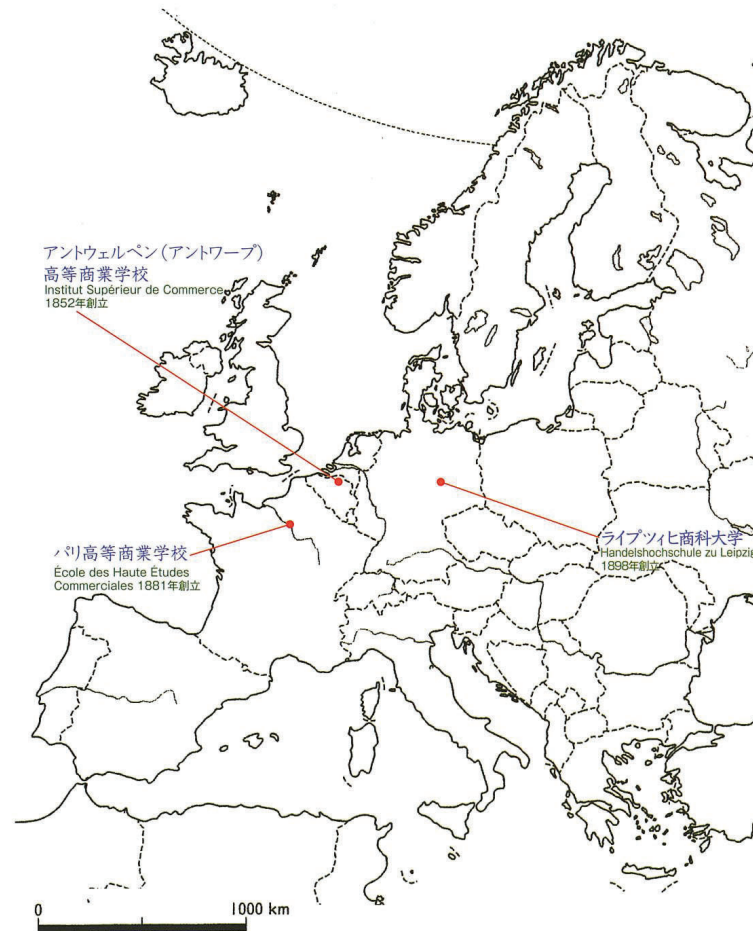 アントウェルペン（アントワープ）
高等商業学校
Institut Supérieur de Commerce
1852年創立
パリ高等商業学校
École des Haute Études
Commerciales 1881年創立
ライプツィヒ商科大学
Handelshochschule zu Leipzig
1898年創立
0 1000 km